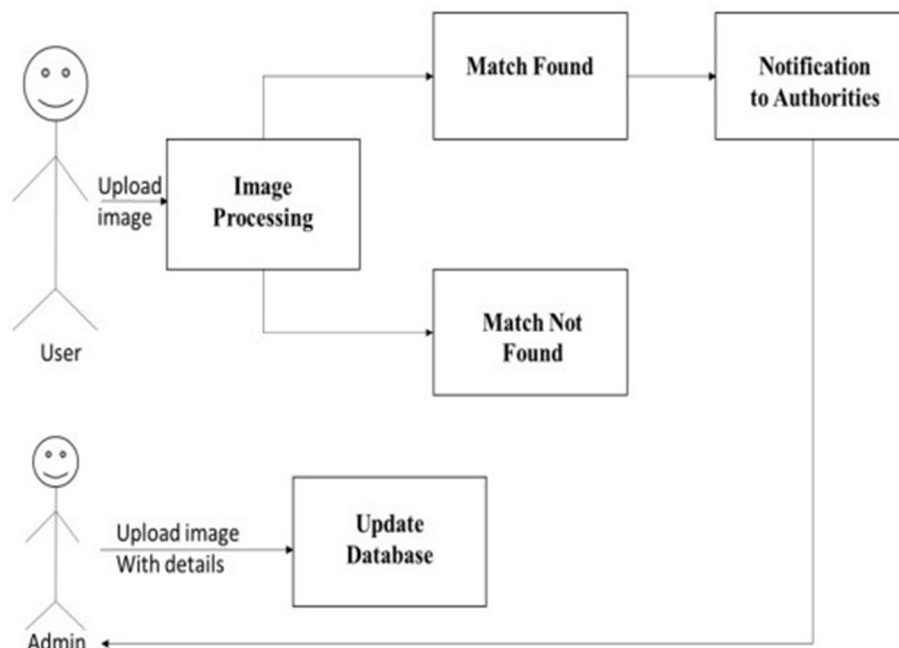 Match Found
Notification
to Authorities
Upload
image
Image
Processing
Match Not
Found
User
Upload image
With details
Update
Database
Admin